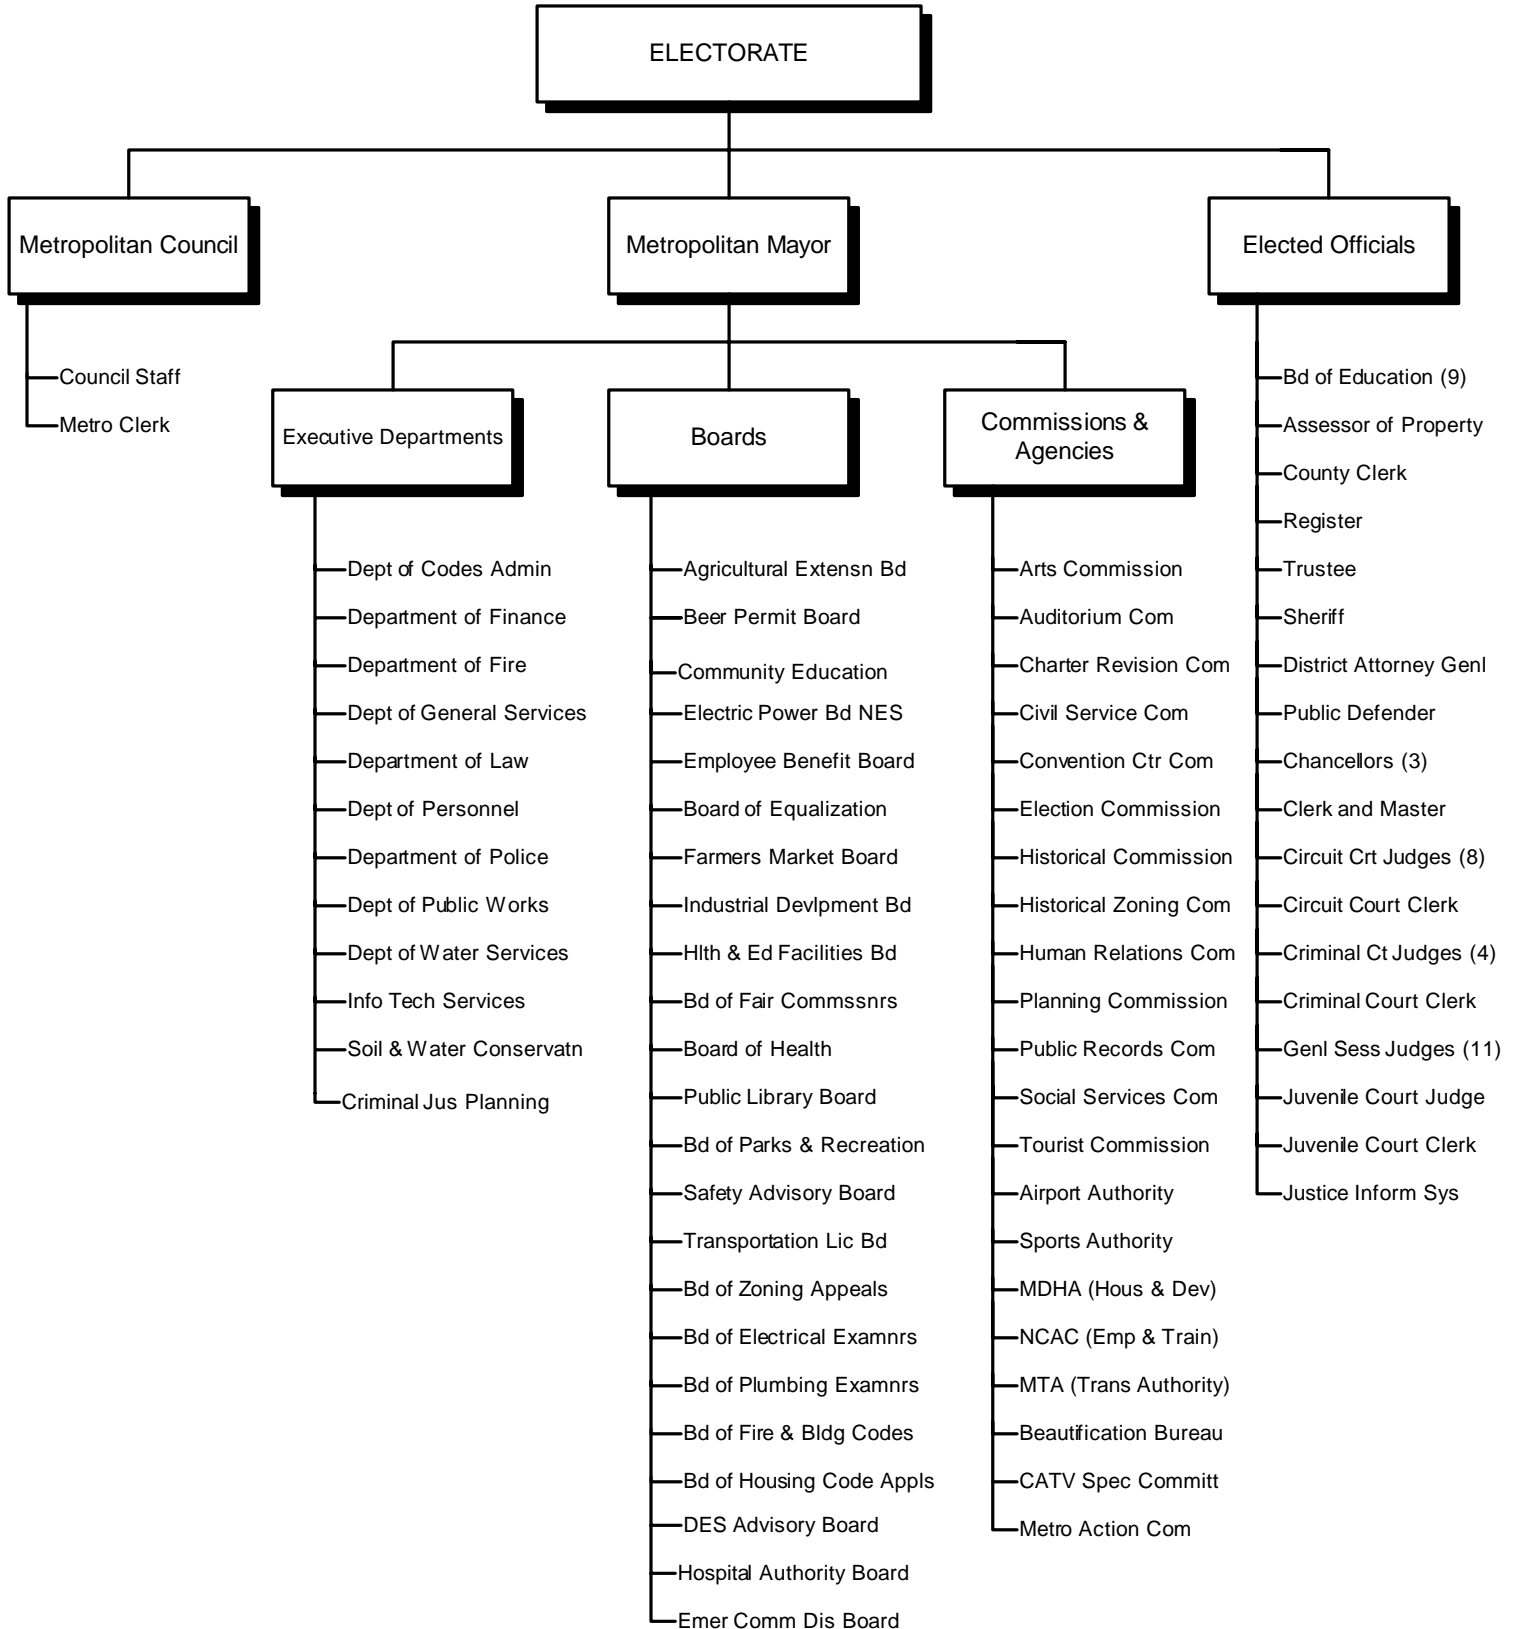 ELECTORATE
Metropolitan Council
Metropolitan Mayor
Elected Officials
Council Staff
Metro Clerk
Executive Departments
Boards
Commissions &
Agencies
Dept of Codes Admin
Department of Finance
Department of Fire
Dept of General Services
Department of Law
Dept of Personnel
Department of Police
Dept of Public Works
Dept of Water Services
Info Tech Services
Soil & Water Conservatn
Criminal Jus Planning
Agricultural Extensn Bd
Beer Permit Board
Community Education
Electric Power Bd NES
Employee Benefit Board
Board of Equalization
Farmers Market Board
Industrial Devlpment Bd
Hlth & Ed Facilities Bd
Bd of Fair Commssnrs
Board of Health
Public Library Board
Bd of Parks & Recreation
Safety Advisory Board
Transportation Lic Bd
Bd of Zoning Appeals
Bd of Electrical Examnrs
Bd of Plumbing Examnrs
Bd of Fire & Bldg Codes
Bd of Housing Code Appls
DES Advisory Board
Hospital Authority Board
Emer Comm Dis Board
Arts Commission
Auditorium Com
Charter Revision Com
Civil Service Com
Convention Ctr Com
Election Commission
Historical Commission
Historical Zoning Com
Human Relations Com
Planning Commission
Public Records Com
Social Services Com
Tourist Commission
Airport Authority
Sports Authority
MDHA (Hous & Dev)
NCAC (Emp & Train)
MTA (Trans Authority)
Beautification Bureau
CATV Spec Committ
Metro Action Com
Bd of Education (9)
Assessor of Property
County Clerk
Register
Trustee
Sheriff
District Attorney Genl
Public Defender
Chancellors (3)
Clerk and Master
Circuit Crt Judges (8)
Circuit Court Clerk
Criminal Ct Judges (4)
Criminal Court Clerk
Genl Sess Judges (11)
Juvenile Court Judge
Juvenile Court Clerk
Justice Inform Sys